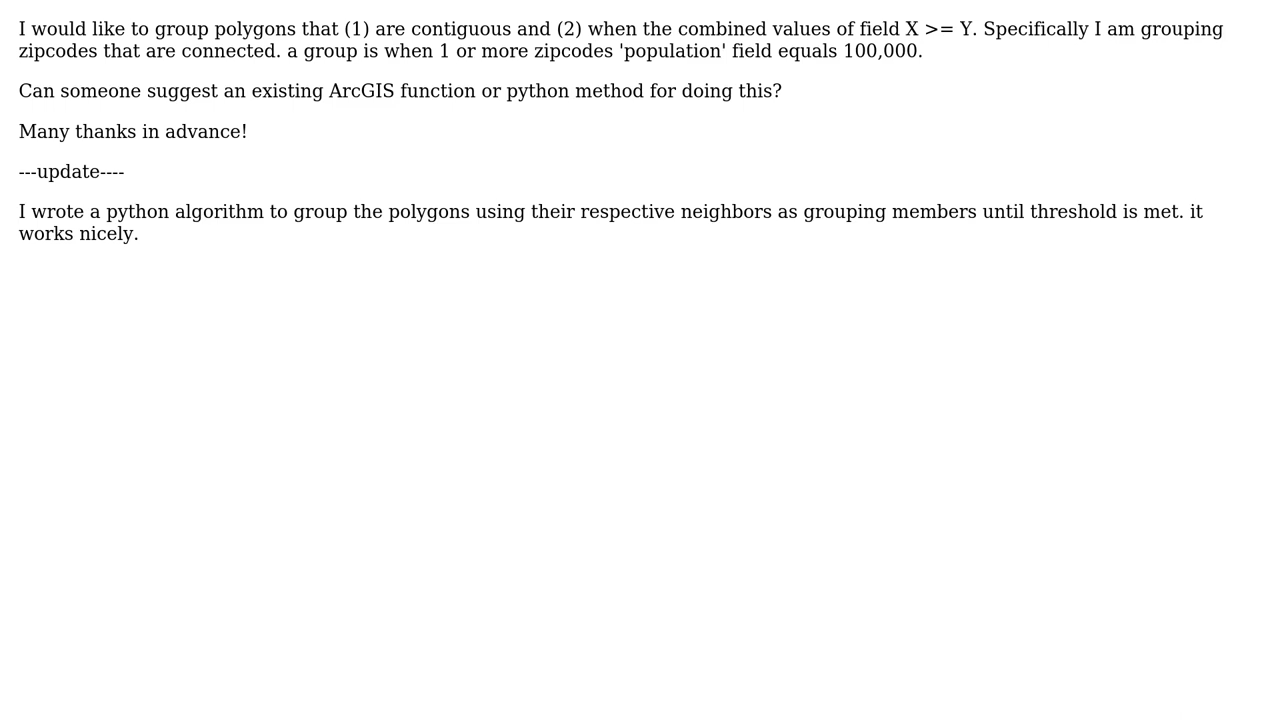 I would like to group polygons that (1) are contiguous and (2) when the combined values of field X >= Y. Specifically I am grouping
zipcodes that are connected. a group is when 1 or more zipcodes 'population' field equals 100,000.
Can someone suggest an existing ArcGIS function or python method for doing this?
Many thanks in advance!
---update----
I wrote a python algorithm to group the polygons using their respective neighbors as grouping members until threshold is met. it
works nicely.